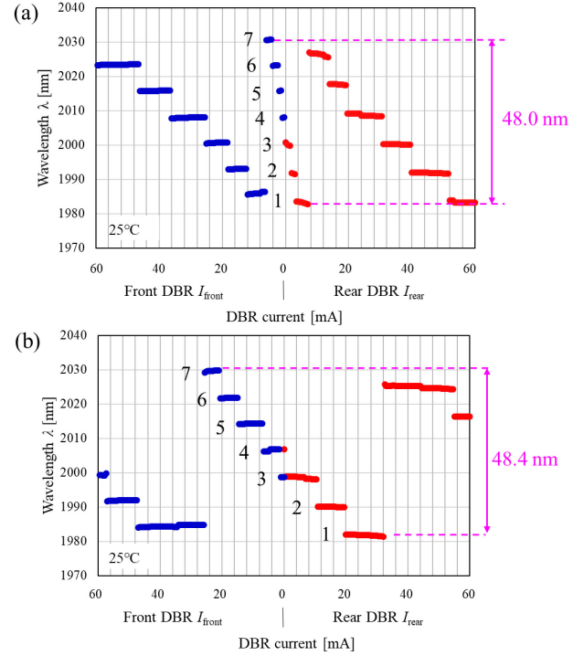 (a)
2040
2030
2020
2010
2000
1990
1980
1970
Wavelength λ [nm]
7
6
5
4
3
2
1
48.0 nm
25℃
60 40 20 0 20 40 60
Front DBR Ifront Rear DBR Irear
DBR current [mA]
(b)
2040
2030
2020
2010
2000
1990
1980
1970
Wavelength λ [nm]
7
6
5
4
3
2
1
48.4 nm
25℃
60 40 20 0 20 40 60
Front DBR Ifront Rear DBR Irear
DBR current [mA]